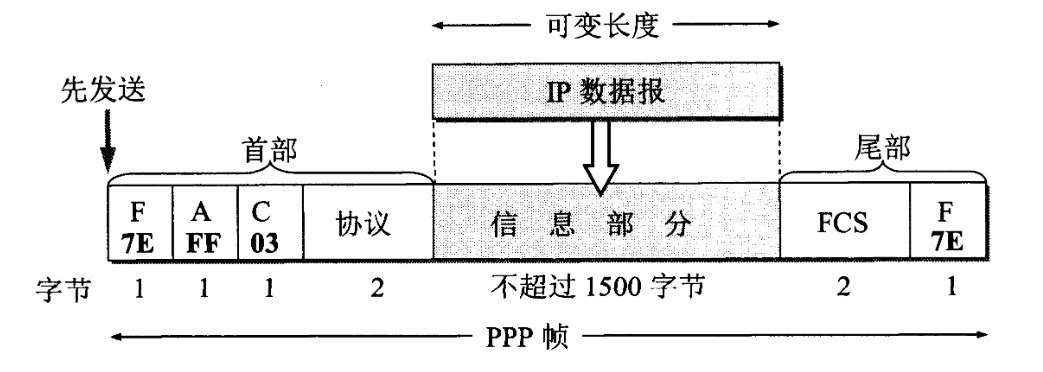 可变长度
先发送
IP 数据报
首部
尾部
F
7E
A
FF
C
03
协议
信 息 部 分
FCS
F
7E
字节 1 1 1 2 不超过 1500 字节 2 1
PPP 帧